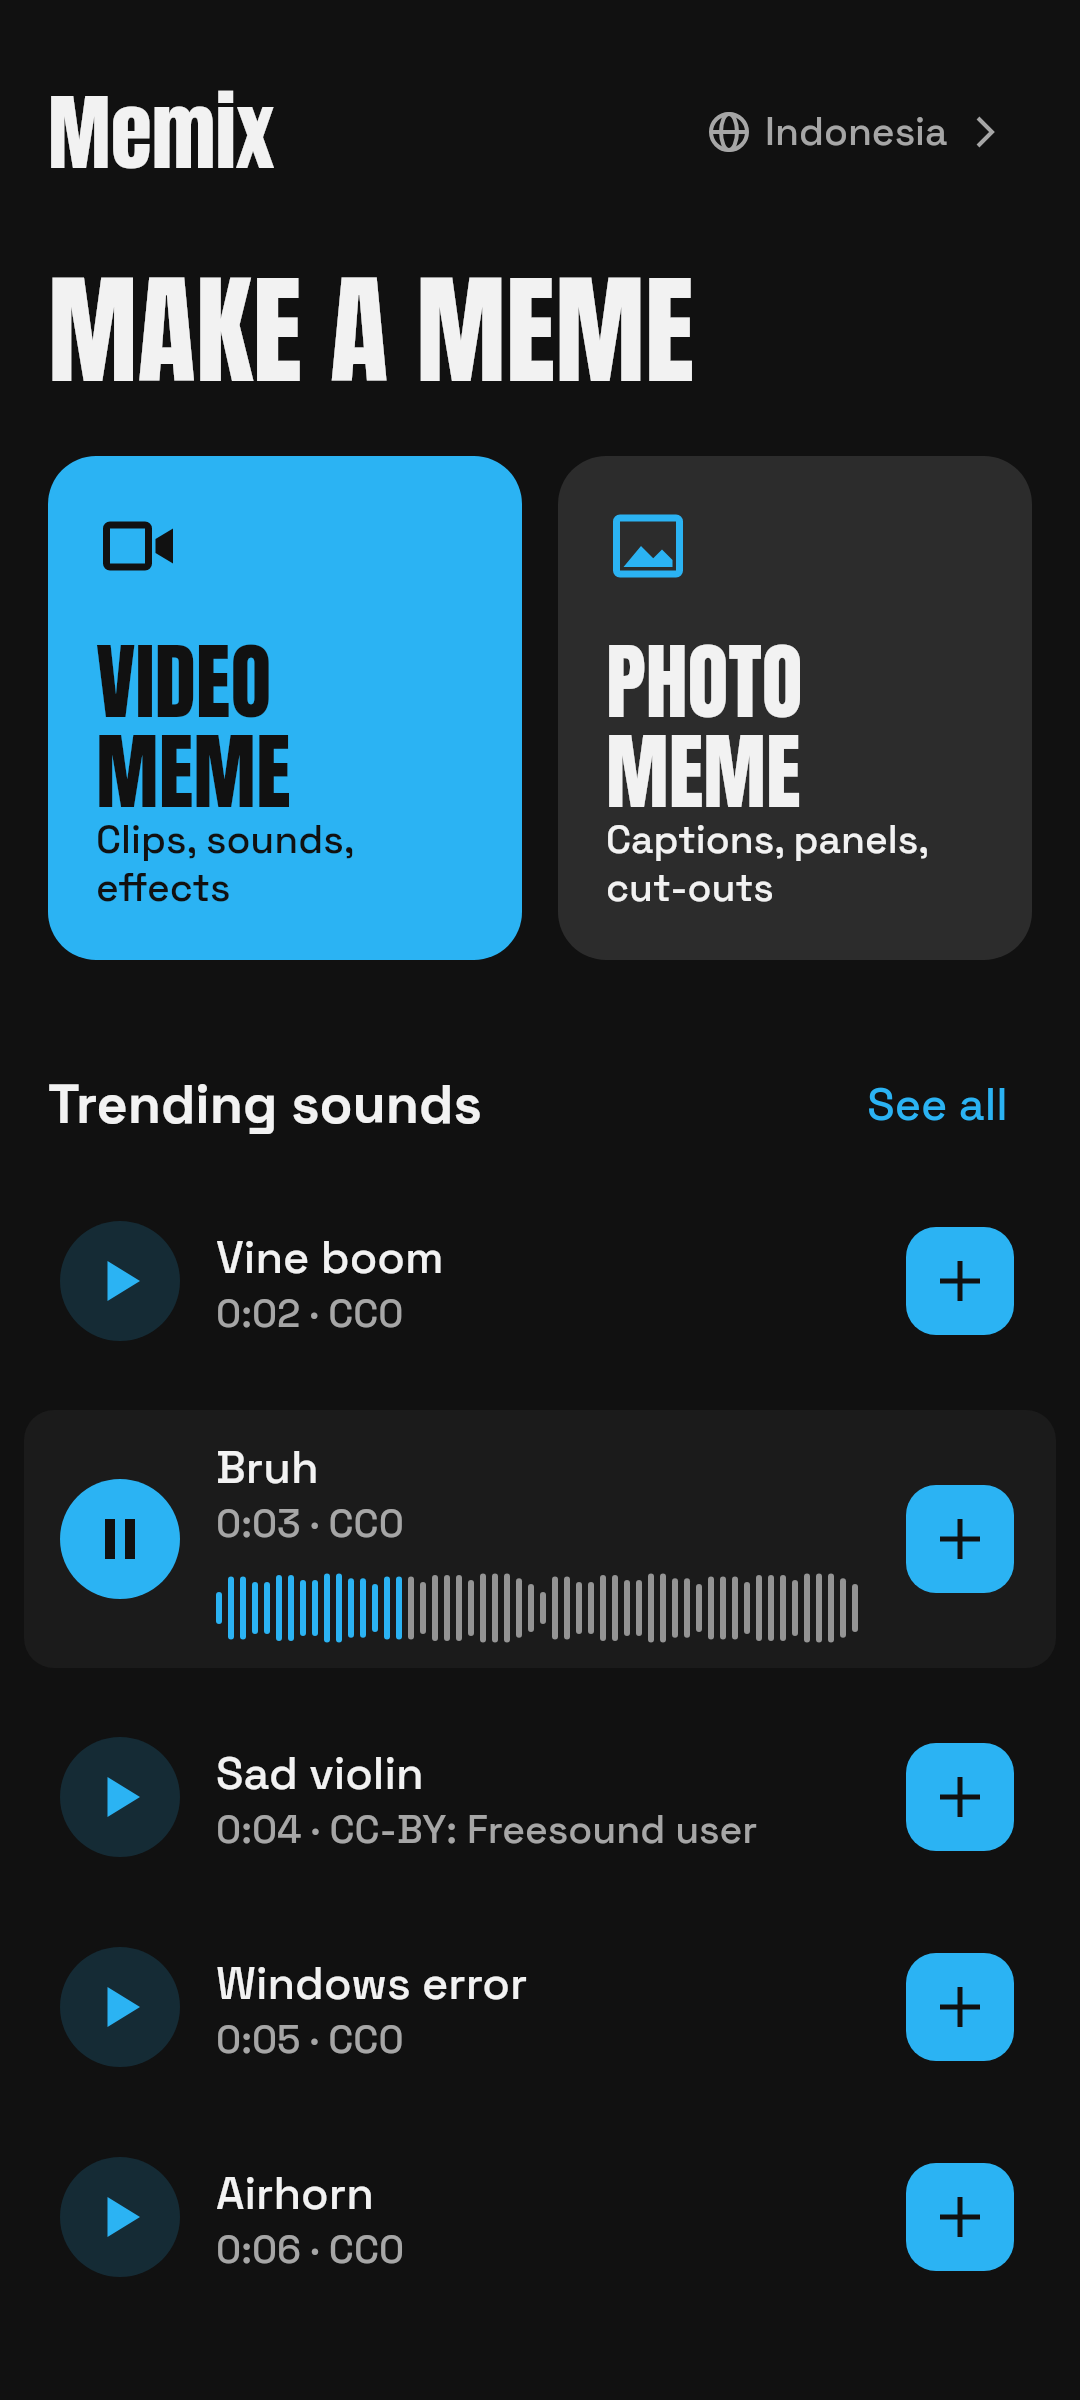 Memix
Indonesia
MAKE A MEME
VIDEO
MEME
Clips, sounds,
effects
PHOTO
MEME
Captions, panels,
cut-outs
Trending sounds
See all
Vine boom
0:02 · CC0
Bruh
0:03 · CC0
Sad violin
0:04 · CC-BY: Freesound user
Windows error
0:05 · CC0
Airhorn
0:06 · CC0